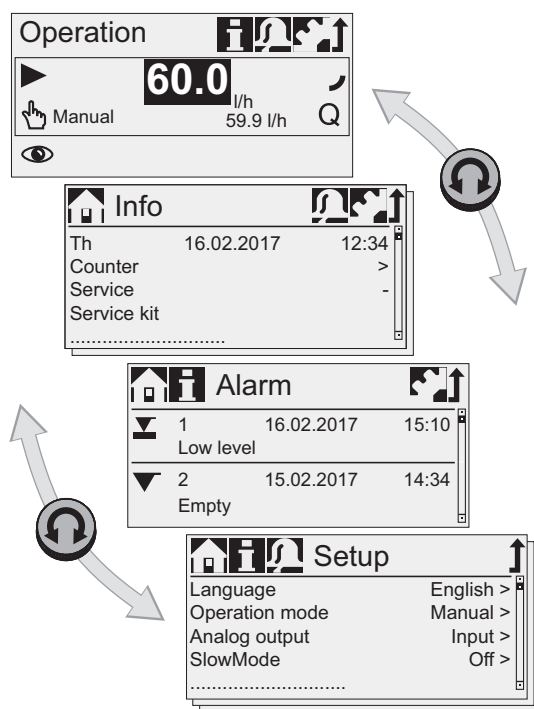 Operation
60.0 l/h
Manual 59.9 l/h Q
Info
Th 16.02.2017 12:34
Counter >
Service -
Service kit
..............................
Alarm
1 16.02.2017 15:10
Low level
2 15.02.2017 14:34
Empty
Setup
Language English >
Operation mode Manual >
Analog output Input >
SlowMode Off >
..............................